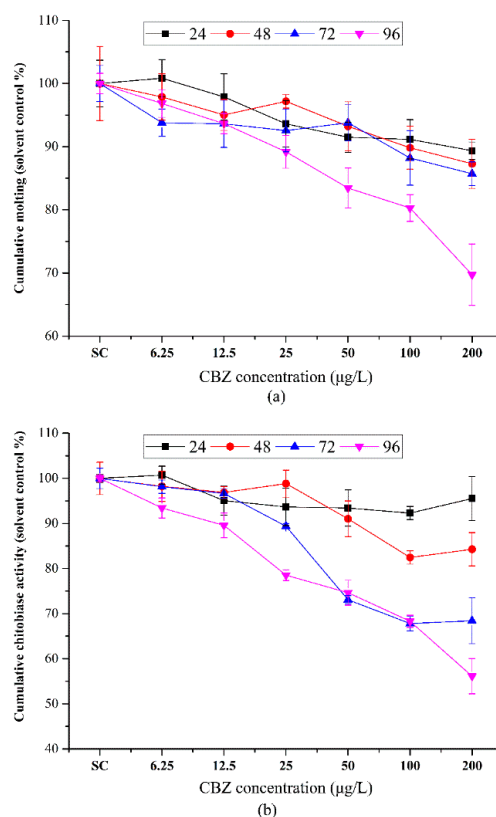 110
24 48 72 96
100
90
80
70
60
Cumulative molting (solvent control %)
SC 6.25 12.5 25 50 100 200
CBZ concentration (μg/L)
(a)
110
24 48 72 96
100
90
80
70
60
50
40
Cumulative chitobiase activity (solvent control %)
SC 6.25 12.5 25 50 100 200
CBZ concentration (μg/L)
(b)